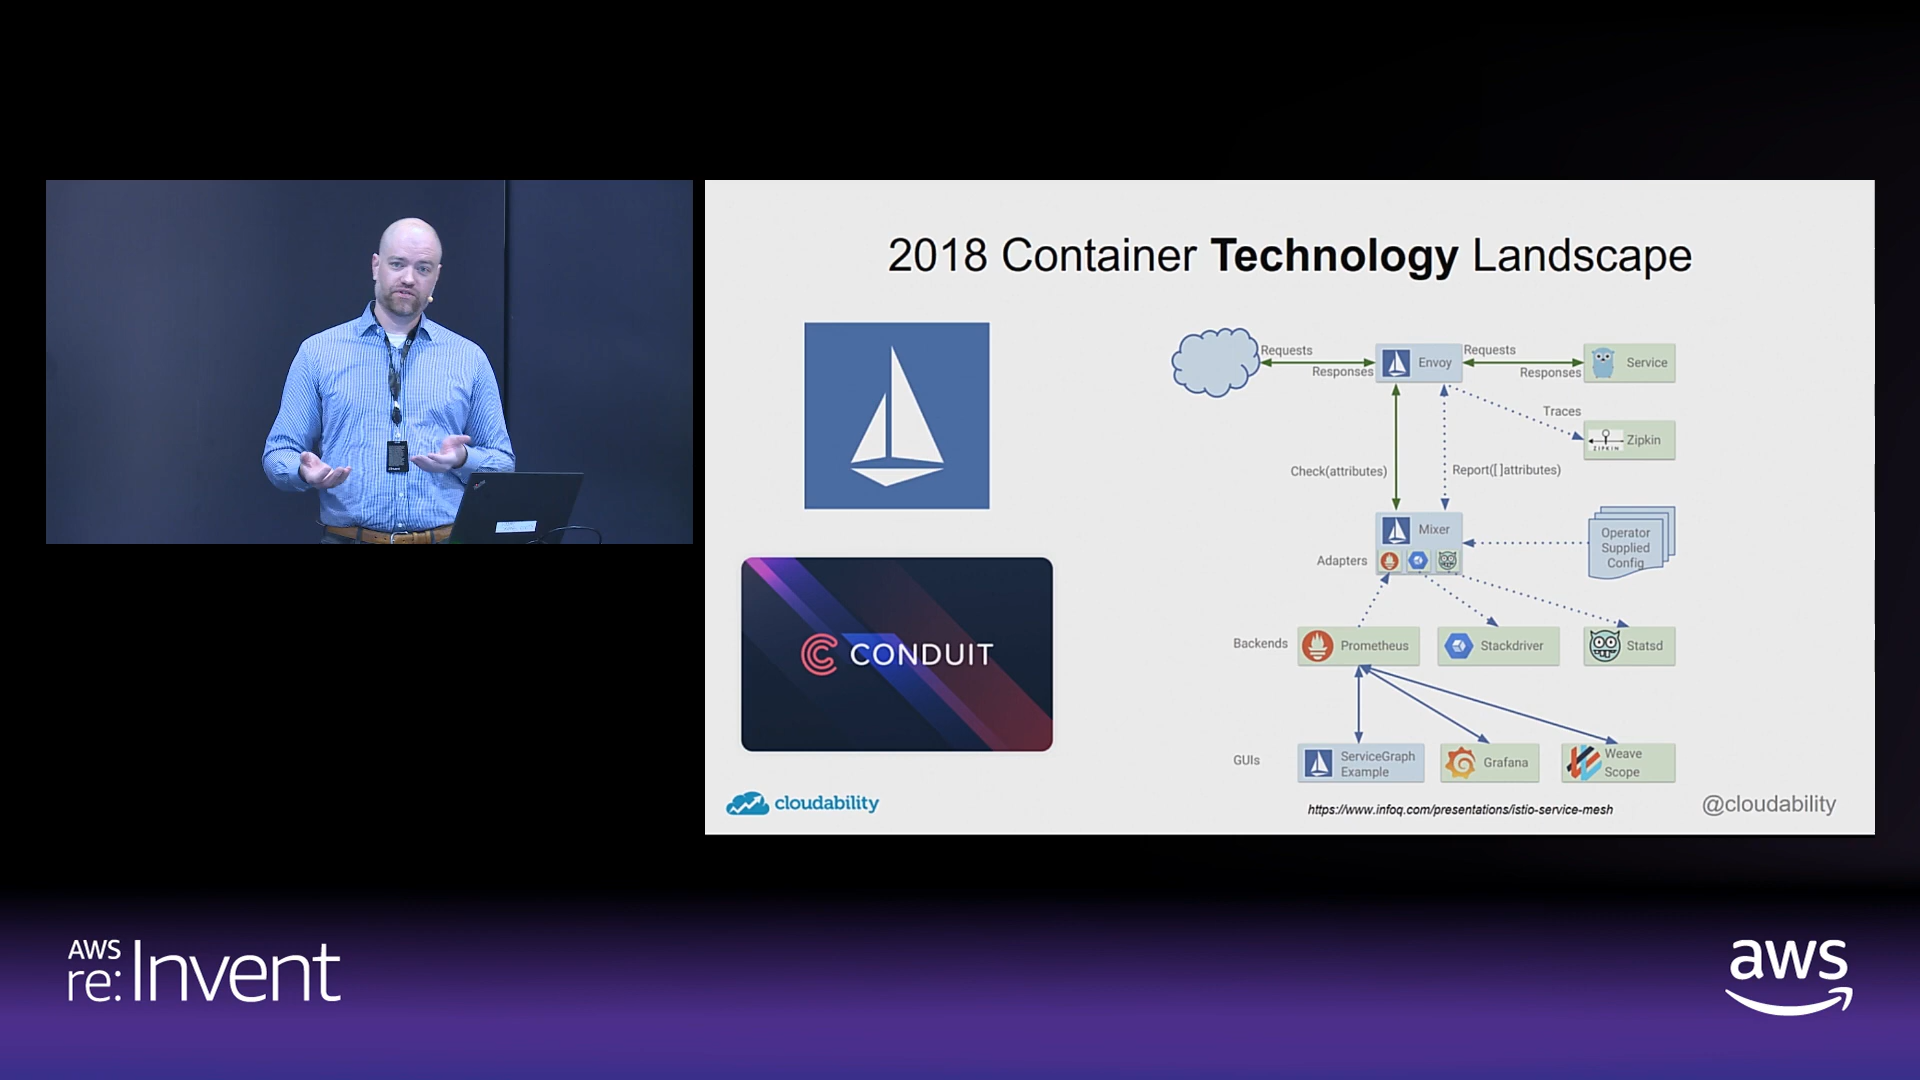 2018 Container Technology Landscape
Requests
Responses
Envoy
Requests
Responses
Service
Traces
ZIPKIN
Zipkin
Check(attributes)
Report([ ]attributes)
Mixer
Adapters
Operator
Supplied
Config
Backends
Prometheus
Stackdriver
Statsd
GUIs
ServiceGraph
Example
Grafana
Weave
Scope
CONDUIT
cloudability
https://www.infoq.com/presentations/istio-service-mesh
@cloudability
AWS
re:Invent
aws